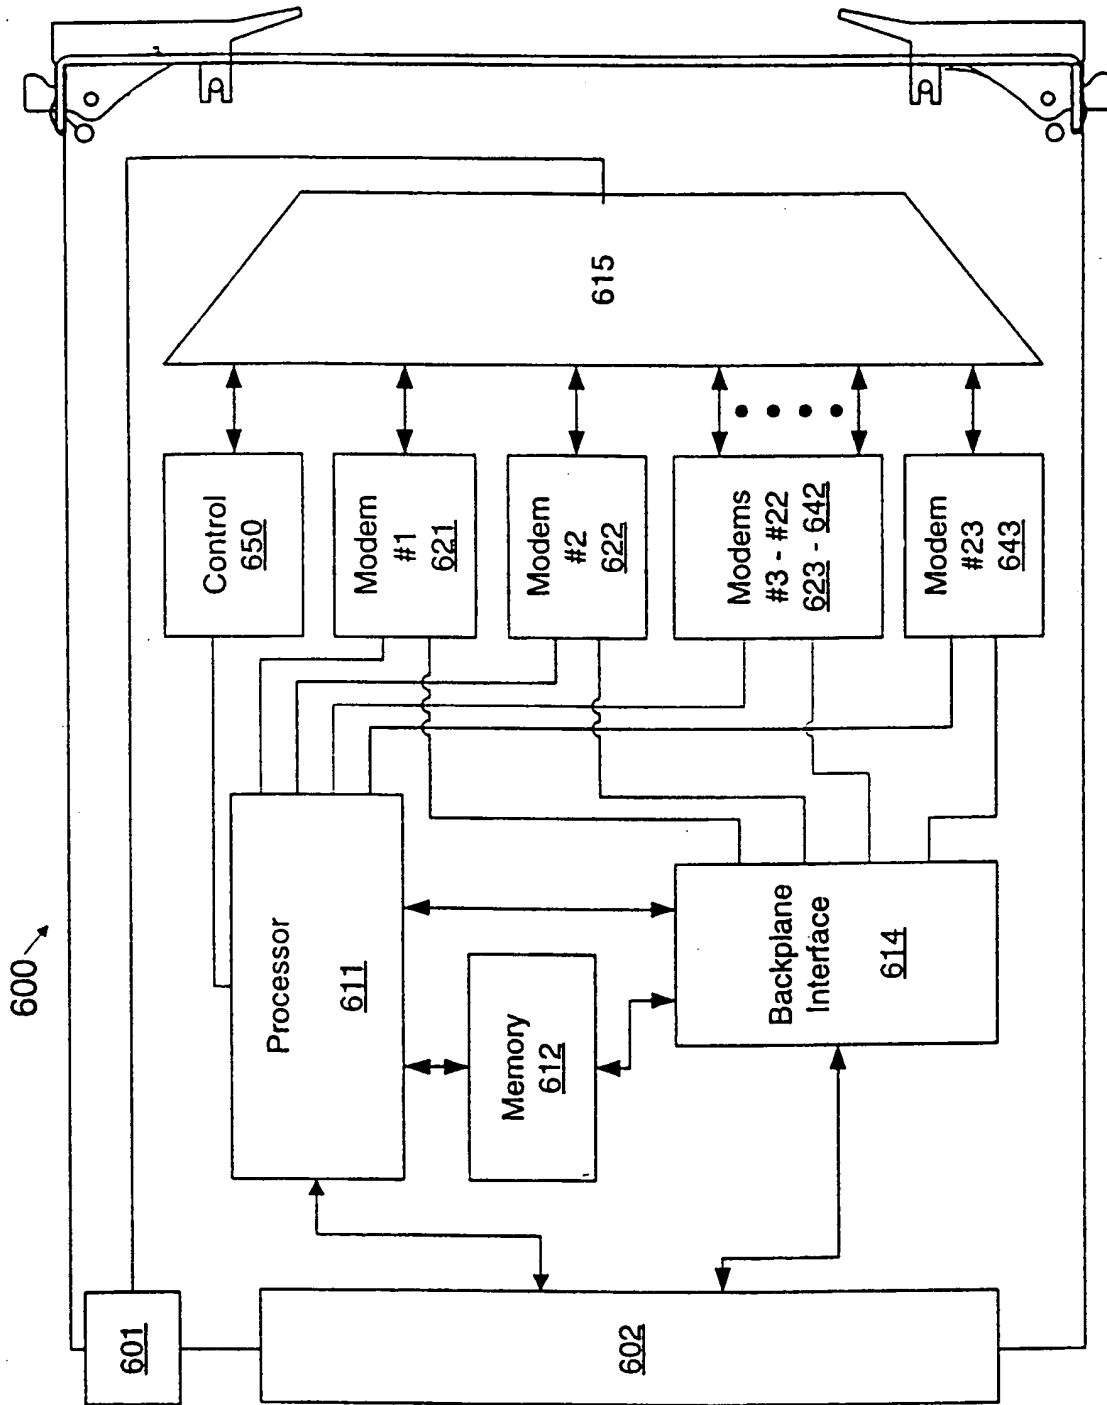 600
601
602
Processor
611
Memory
612
Backplane
Interface
614
Control
650
Modem
#1
621
Modem
#2
622
Modems
#3 - #22
623 - 642
Modem
#23
643
615